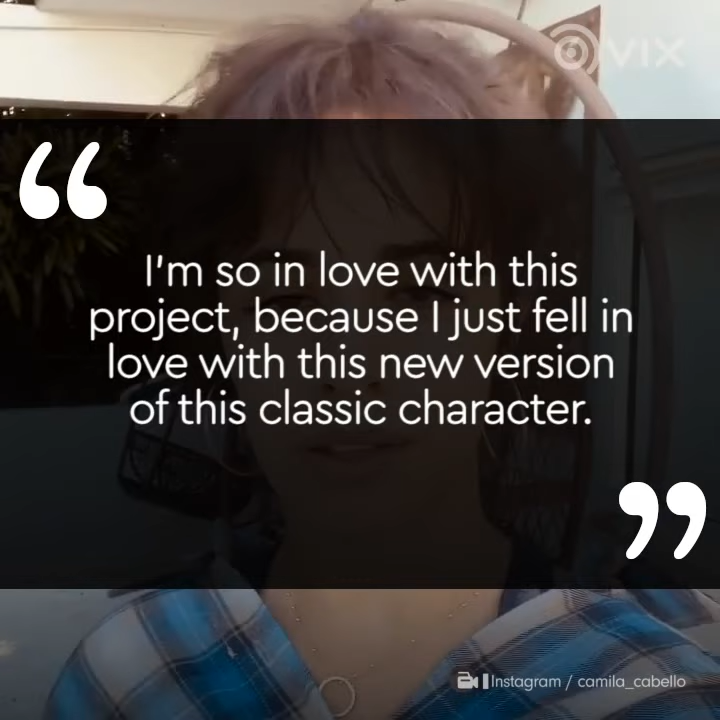 VIX
“
I'm so in love with this
project, because I just fell in
love with this new version
of this classic character.
”
Instagram / camila_cabello